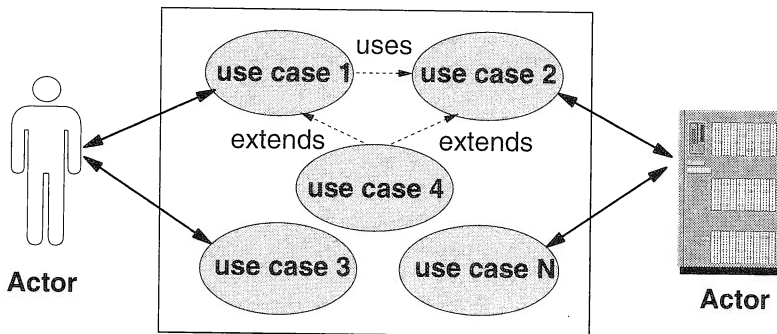 uses
use case 1
use case 2
extends
extends
use case 4
use case 3
use case N
Actor
Actor